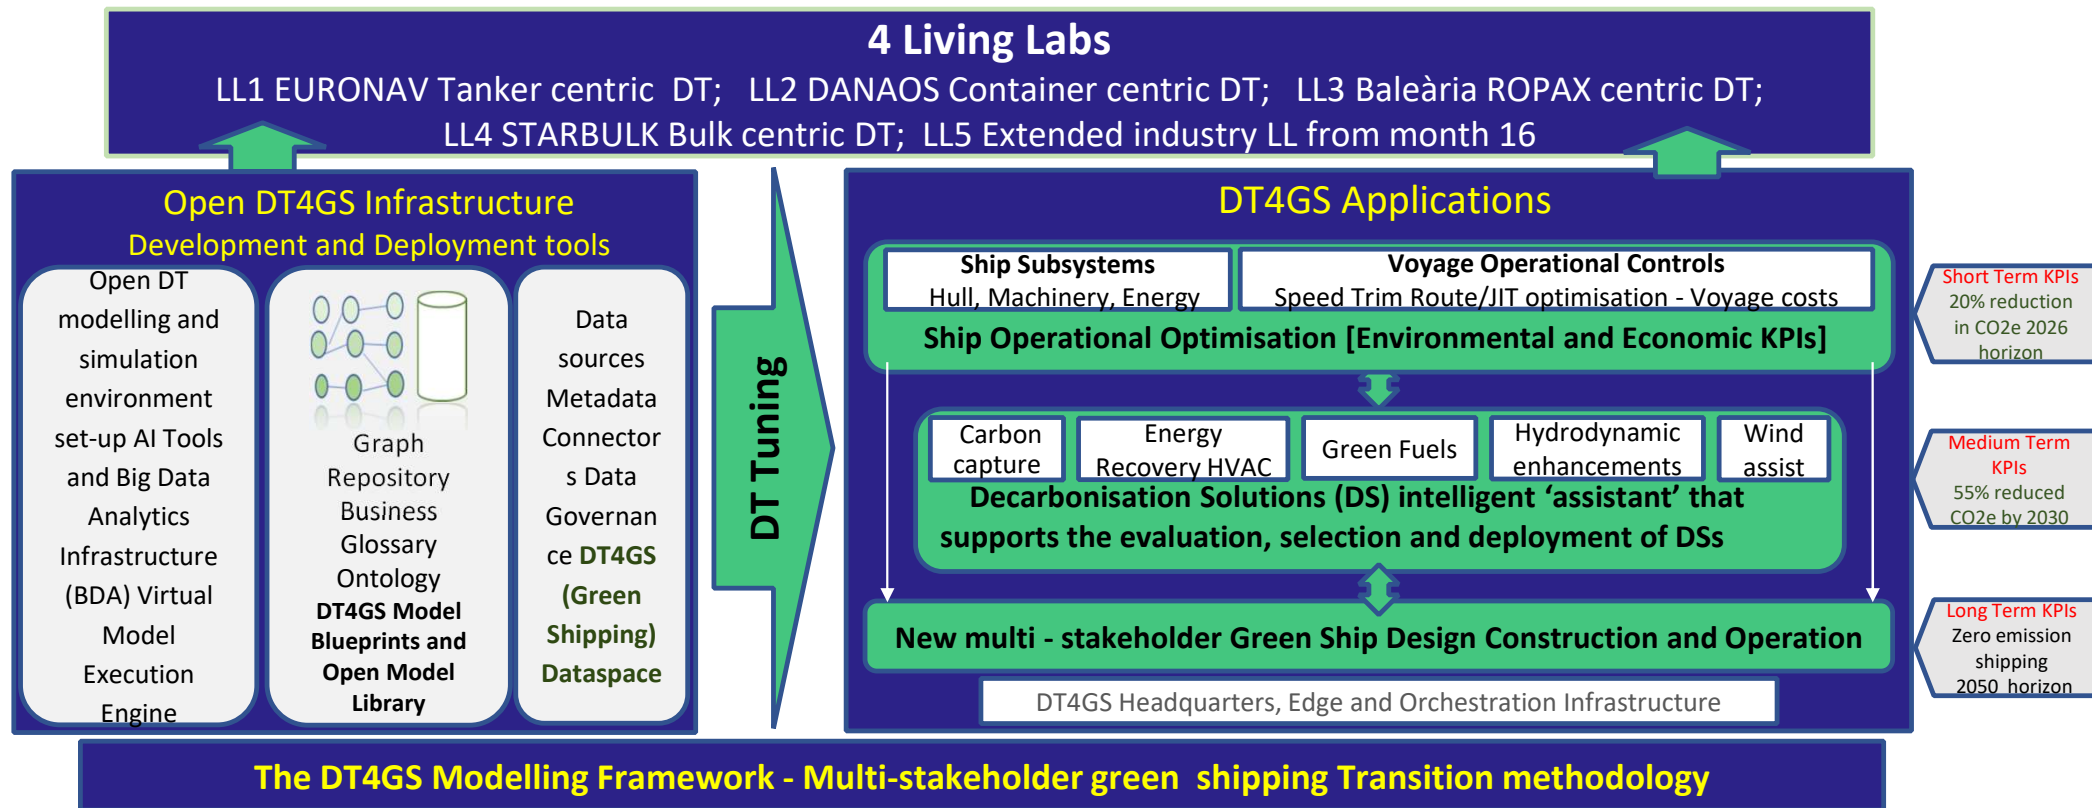 4 Living Labs
LL1 EURONAV Tanker centric DT; LL2 DANAOS Container centric DT; LL3 Baleària ROPAX centric DT;
LL4 STARBULK Bulk centric DT; LL5 Extended industry LL from month 16
Open DT4GS Infrastructure
Development and Deployment tools
Open DT
modelling and
simulation
environment
set-up AI Tools
and Big Data
Analytics
Infrastructure
(BDA) Virtual
Model
Execution
Engine
Graph
Repository
Business
Glossary
Ontology
DT4GS Model
Blueprints and
Open Model
Library
Data
sources
Metadata
Connector
s Data
Governan
ce DT4GS
(Green
Shipping)
Dataspace
DT Tuning
DT4GS Applications
Ship Subsystems
Hull, Machinery, Energy
Voyage Operational Controls
Speed Trim Route/JIT optimisation - Voyage costs
Ship Operational Optimisation [Environmental and Economic KPIs]
Carbon
capture
Energy
Recovery HVAC
Green Fuels
Hydrodynamic
enhancements
Wind
assist
Decarbonisation Solutions (DS) intelligent ‘assistant’ that
supports the evaluation, selection and deployment of DSs
New multi - stakeholder Green Ship Design Construction and Operation
DT4GS Headquarters, Edge and Orchestration Infrastructure
Short Term KPIs
20% reduction
in CO2e 2026
horizon
Medium Term
KPIs
55% reduced
CO2e by 2030
Long Term KPIs
Zero emission
shipping
2050 horizon
The DT4GS Modelling Framework - Multi-stakeholder green shipping Transition methodology